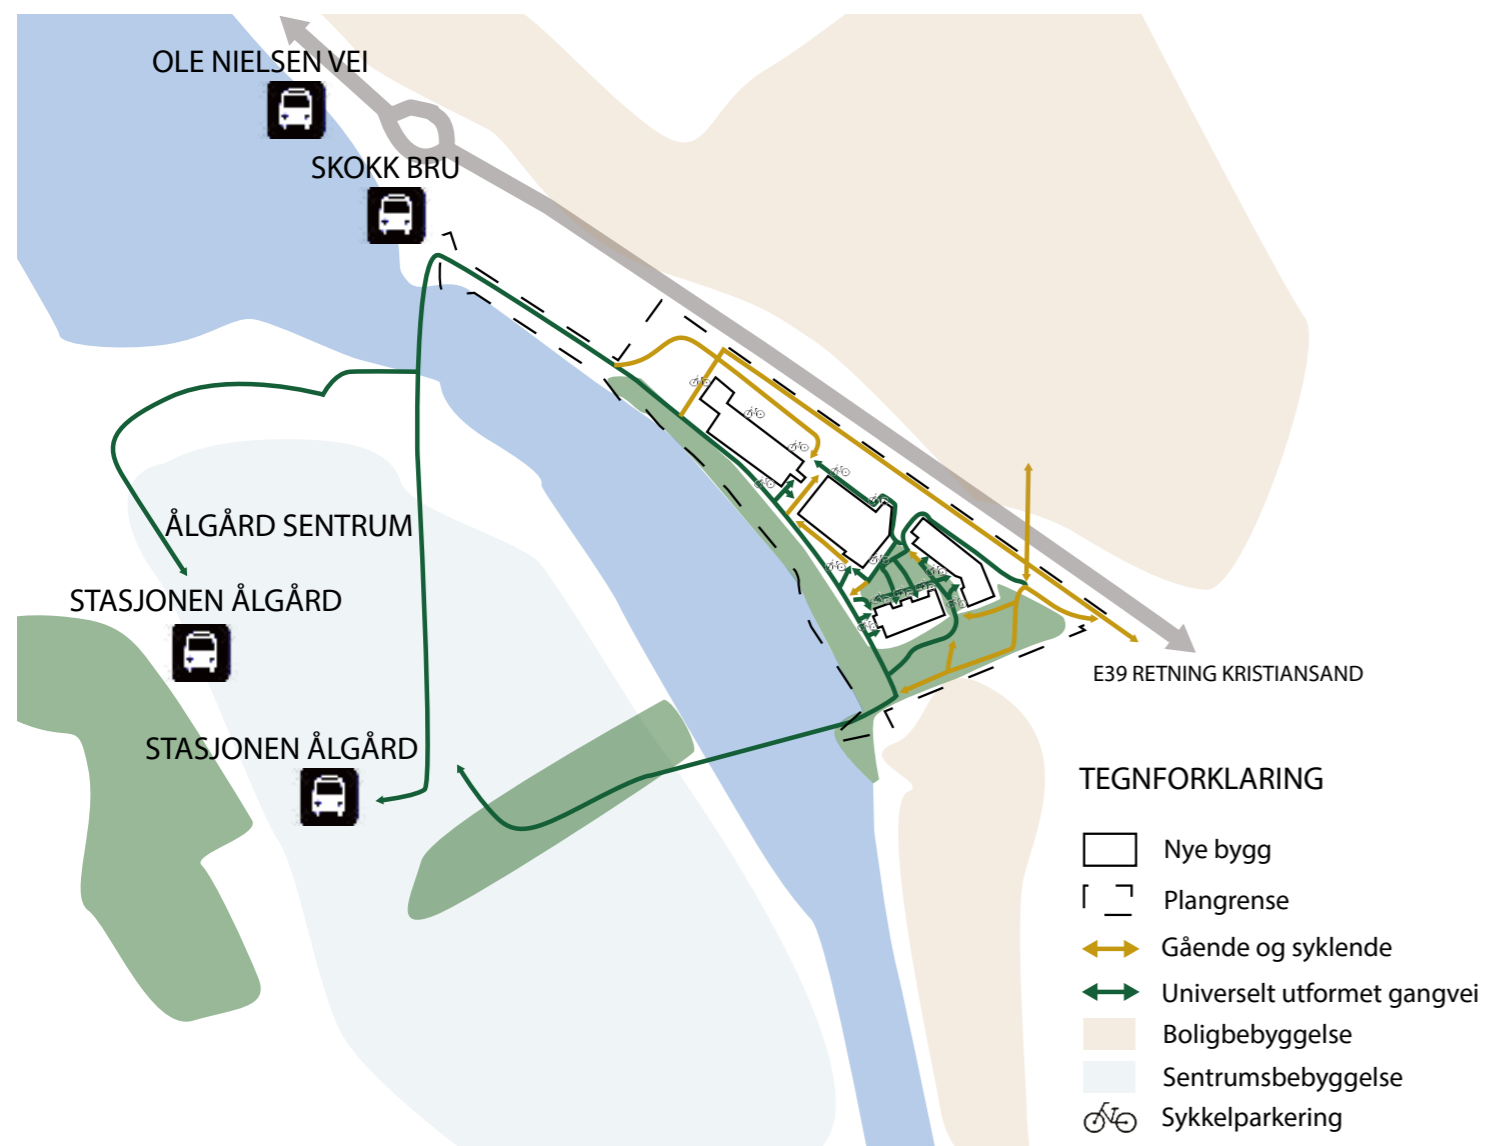 OLE NIELSEN VEI
SKOKK BRU
ÅLGÅRD SENTRUM
STASJONEN ÅLGÅRD
STASJONEN ÅLGÅRD
E39 RETNING KRISTIANSAND
TEGNFORKLARING
Nye bygg
Plangrense
Gående og syklende
Universelt utformet gangvei
Boligbebyggelse
Sentrumsbebyggelse
Sykkelparkering